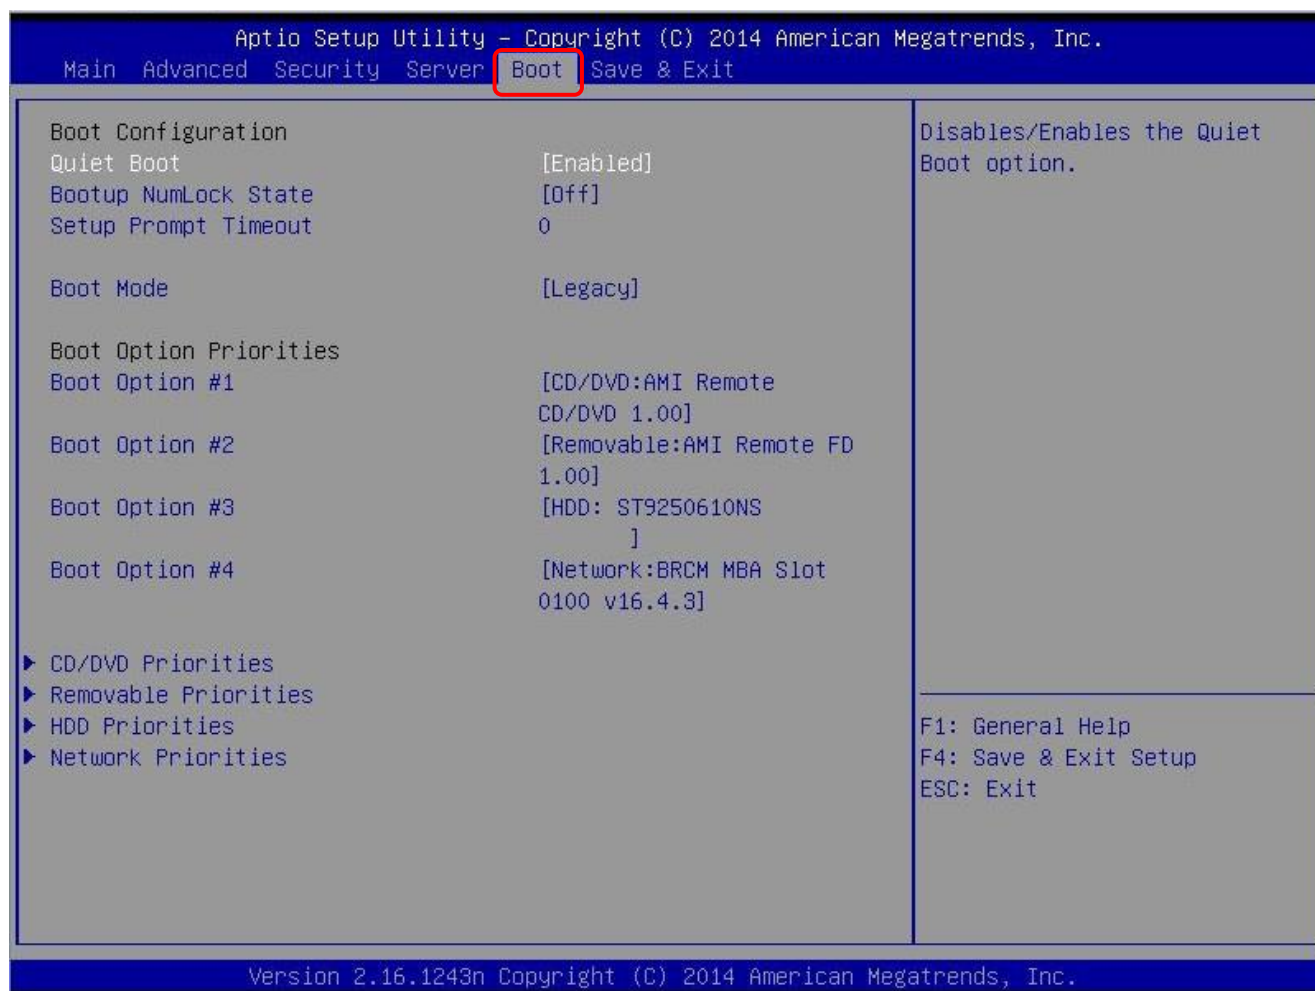 Aptio Setup Utility – Copyright (C) 2014 American Megatrends, Inc.
Main Advanced Security Server Boot Save & Exit
Boot Configuration
Quiet Boot [Enabled]
Bootup NumLock State [Off]
Setup Prompt Timeout 0
Boot Mode [Legacy]
Boot Option Priorities
Boot Option #1 [CD/DVD:AMI Remote
CD/DVD 1.00]
Boot Option #2 [Removable:AMI Remote FD
1.00]
Boot Option #3 [HDD: ST9250610NS
]
Boot Option #4 [Network:BRCM MBA Slot
0100 v16.4.3]
CD/DVD Priorities
Removable Priorities
HDD Priorities
Network Priorities
Disables/Enables the Quiet
Boot option.
F1: General Help
F4: Save & Exit Setup
ESC: Exit
Version 2.16.1243n Copyright (C) 2014 American Megatrends, Inc.